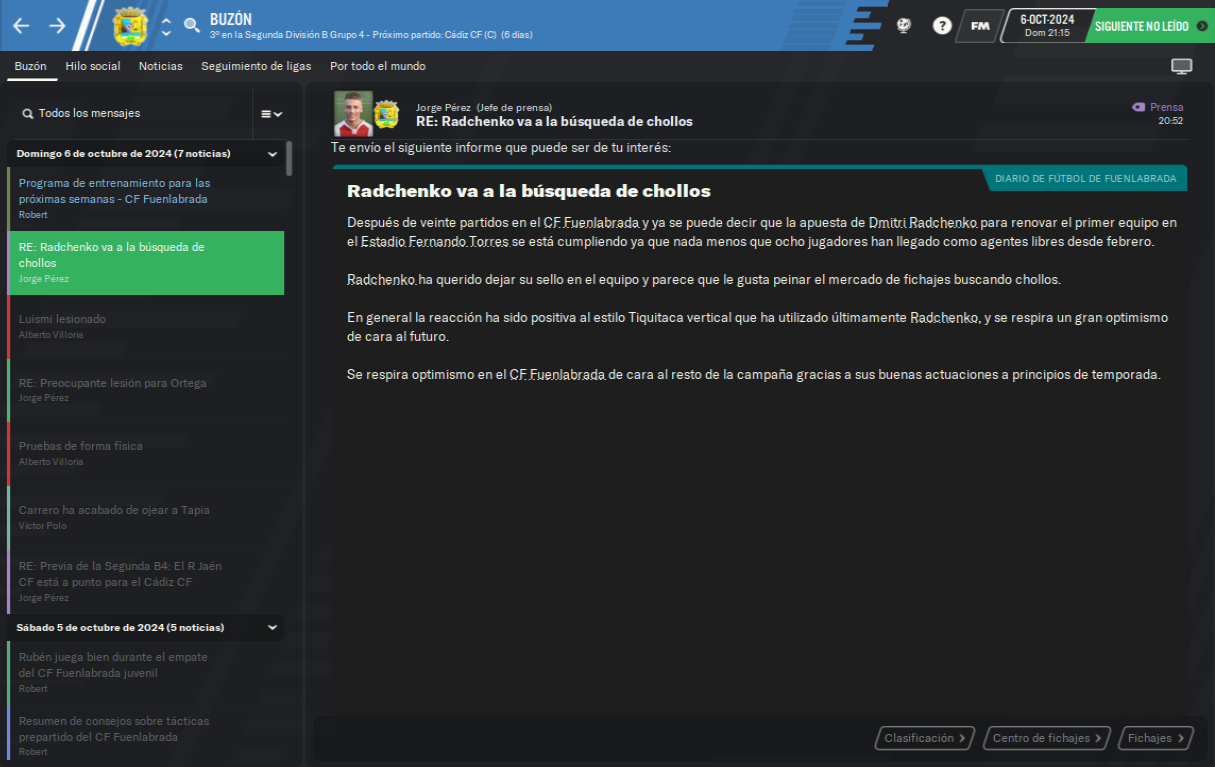 BUZÓN
3º en la Segunda División B Grupo 4 - Próximo partido: Cádiz CF (C) (6 días)
?
FM
6-OCT-2024
Dom 21:15
SIGUIENTE NO LEÍDO
Buzón Hilo social Noticias Seguimiento de ligas Por todo el mundo
Todos los mensajes
Domingo 6 de octubre de 2024 (7 noticias)
Programa de entrenamiento para las
próximas semanas - CF Fuenlabrada
Robert
RE: Radchenko va a la búsqueda de
chollos
Jorge Pérez
Luismi lesionado
Alberto Villoria
RE: Preocupante lesión para Ortega
Jorge Pérez
Pruebas de forma física
Alberto Villoria
Carrero ha acabado de ojear a Tapia
Víctor Polo
RE: Previa de la Segunda B4: El R Jaén
CF está a punto para el Cádiz CF
Jorge Pérez
Sábado 5 de octubre de 2024 (5 noticias)
Rubén juega bien durante el empate
del CF Fuenlabrada juvenil
Robert
Resumen de consejos sobre tácticas
prepartido del CF Fuenlabrada
Robert
Jorge Pérez (Jefe de prensa)
RE: Radchenko va a la búsqueda de chollos
Prensa
20:52
Te envío el siguiente informe que puede ser de tu interés:
DIARIO DE FÚTBOL DE FUENLABRADA
Radchenko va a la búsqueda de chollos
Después de veinte partidos en el CF Fuenlabrada y ya se puede decir que la apuesta de Dmitri Radchenko para renovar el primer equipo en
el Estadio Fernando Torres se está cumpliendo ya que nada menos que ocho jugadores han llegado como agentes libres desde febrero.
Radchenko ha querido dejar su sello en el equipo y parece que le gusta peinar el mercado de fichajes buscando chollos.
En general la reacción ha sido positiva al estilo Tiquitaca vertical que ha utilizado últimamente Radchenko, y se respira un gran optimismo
de cara al futuro.
Se respira optimismo en el CF Fuenlabrada de cara al resto de la campaña gracias a sus buenas actuaciones a principios de temporada.
Clasificación Centro de fichajes Fichajes